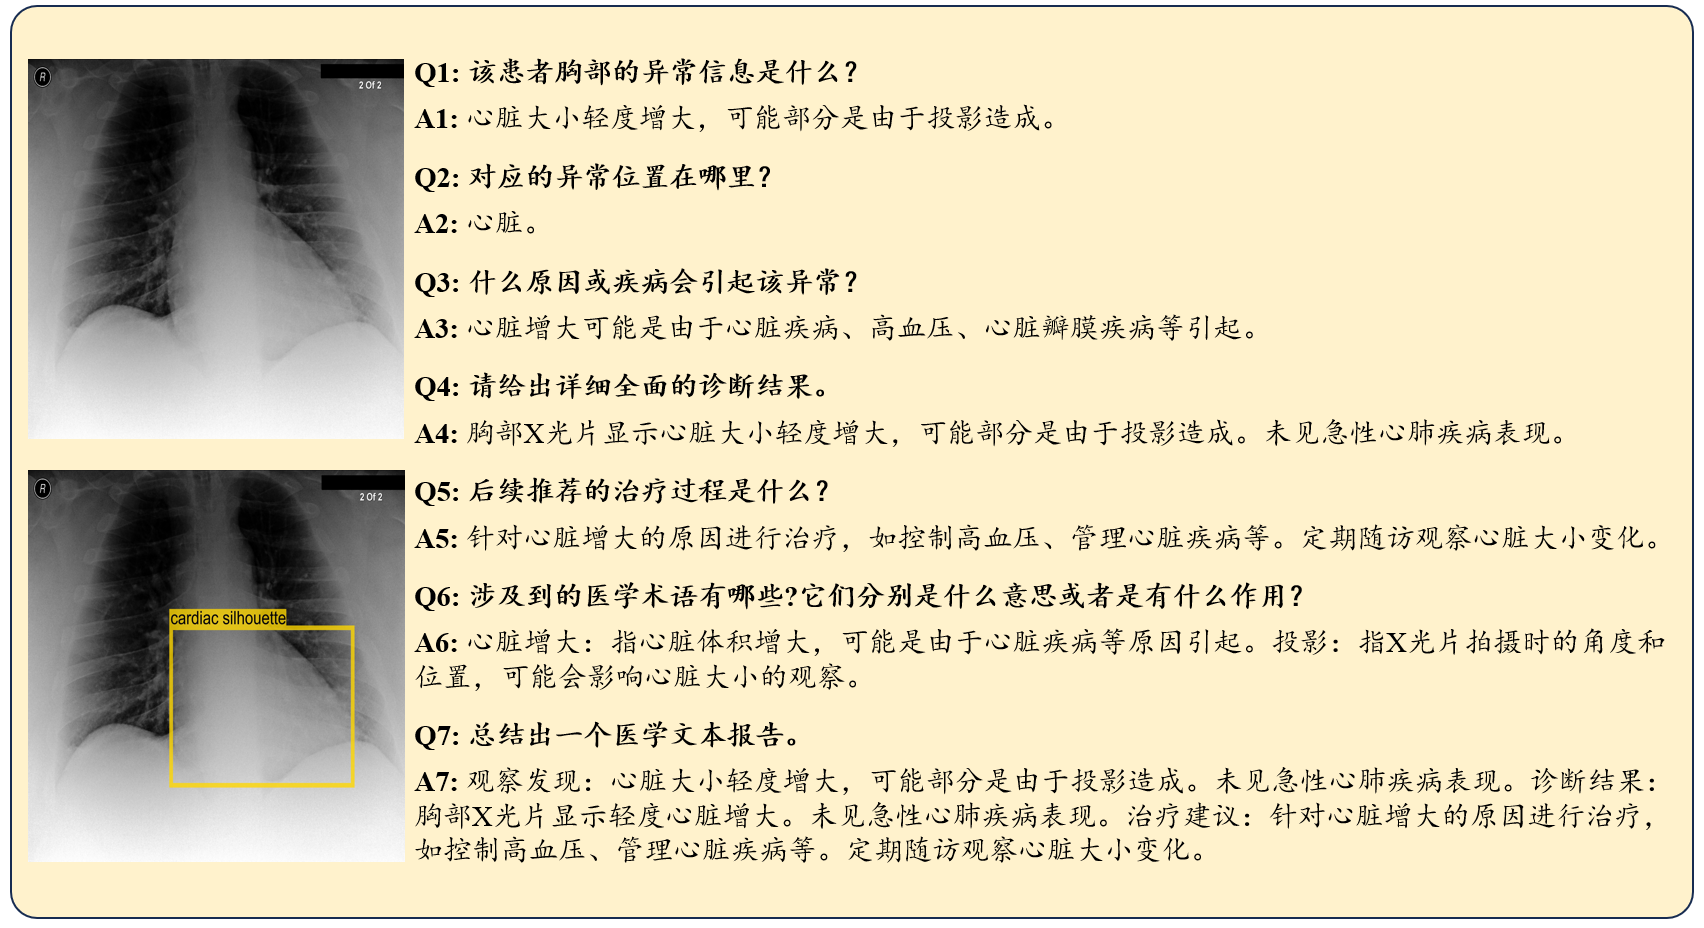 R
2 Of 2
Q1: 该患者胸部的异常信息是什么？
A1: 心脏大小轻度增大，可能部分是由于投影造成。
Q2: 对应的异常位置在哪里？
A2: 心脏。
Q3: 什么原因或疾病会引起该异常？
A3: 心脏增大可能是由于心脏疾病、高血压、心脏瓣膜疾病等引起。
Q4: 请给出详细全面的诊断结果。
A4: 胸部X光片显示心脏大小轻度增大，可能部分是由于投影造成。未见急性心肺疾病表现。
R
2 Of 2
cardiac silhouette
Q5: 后续推荐的治疗过程是什么？
A5: 针对心脏增大的原因进行治疗，如控制高血压、管理心脏疾病等。定期随访观察心脏大小变化。
Q6: 涉及到的医学术语有哪些?它们分别是什么意思或者是有什么作用？
A6: 心脏增大：指心脏体积增大，可能是由于心脏疾病等原因引起。投影：指X光片拍摄时的角度和
位置，可能会影响心脏大小的观察。
Q7: 总结出一个医学文本报告。
A7: 观察发现：心脏大小轻度增大，可能部分是由于投影造成。未见急性心肺疾病表现。诊断结果：
胸部X光片显示轻度心脏增大。未见急性心肺疾病表现。治疗建议：针对心脏增大的原因进行治疗，
如控制高血压、管理心脏疾病等。定期随访观察心脏大小变化。